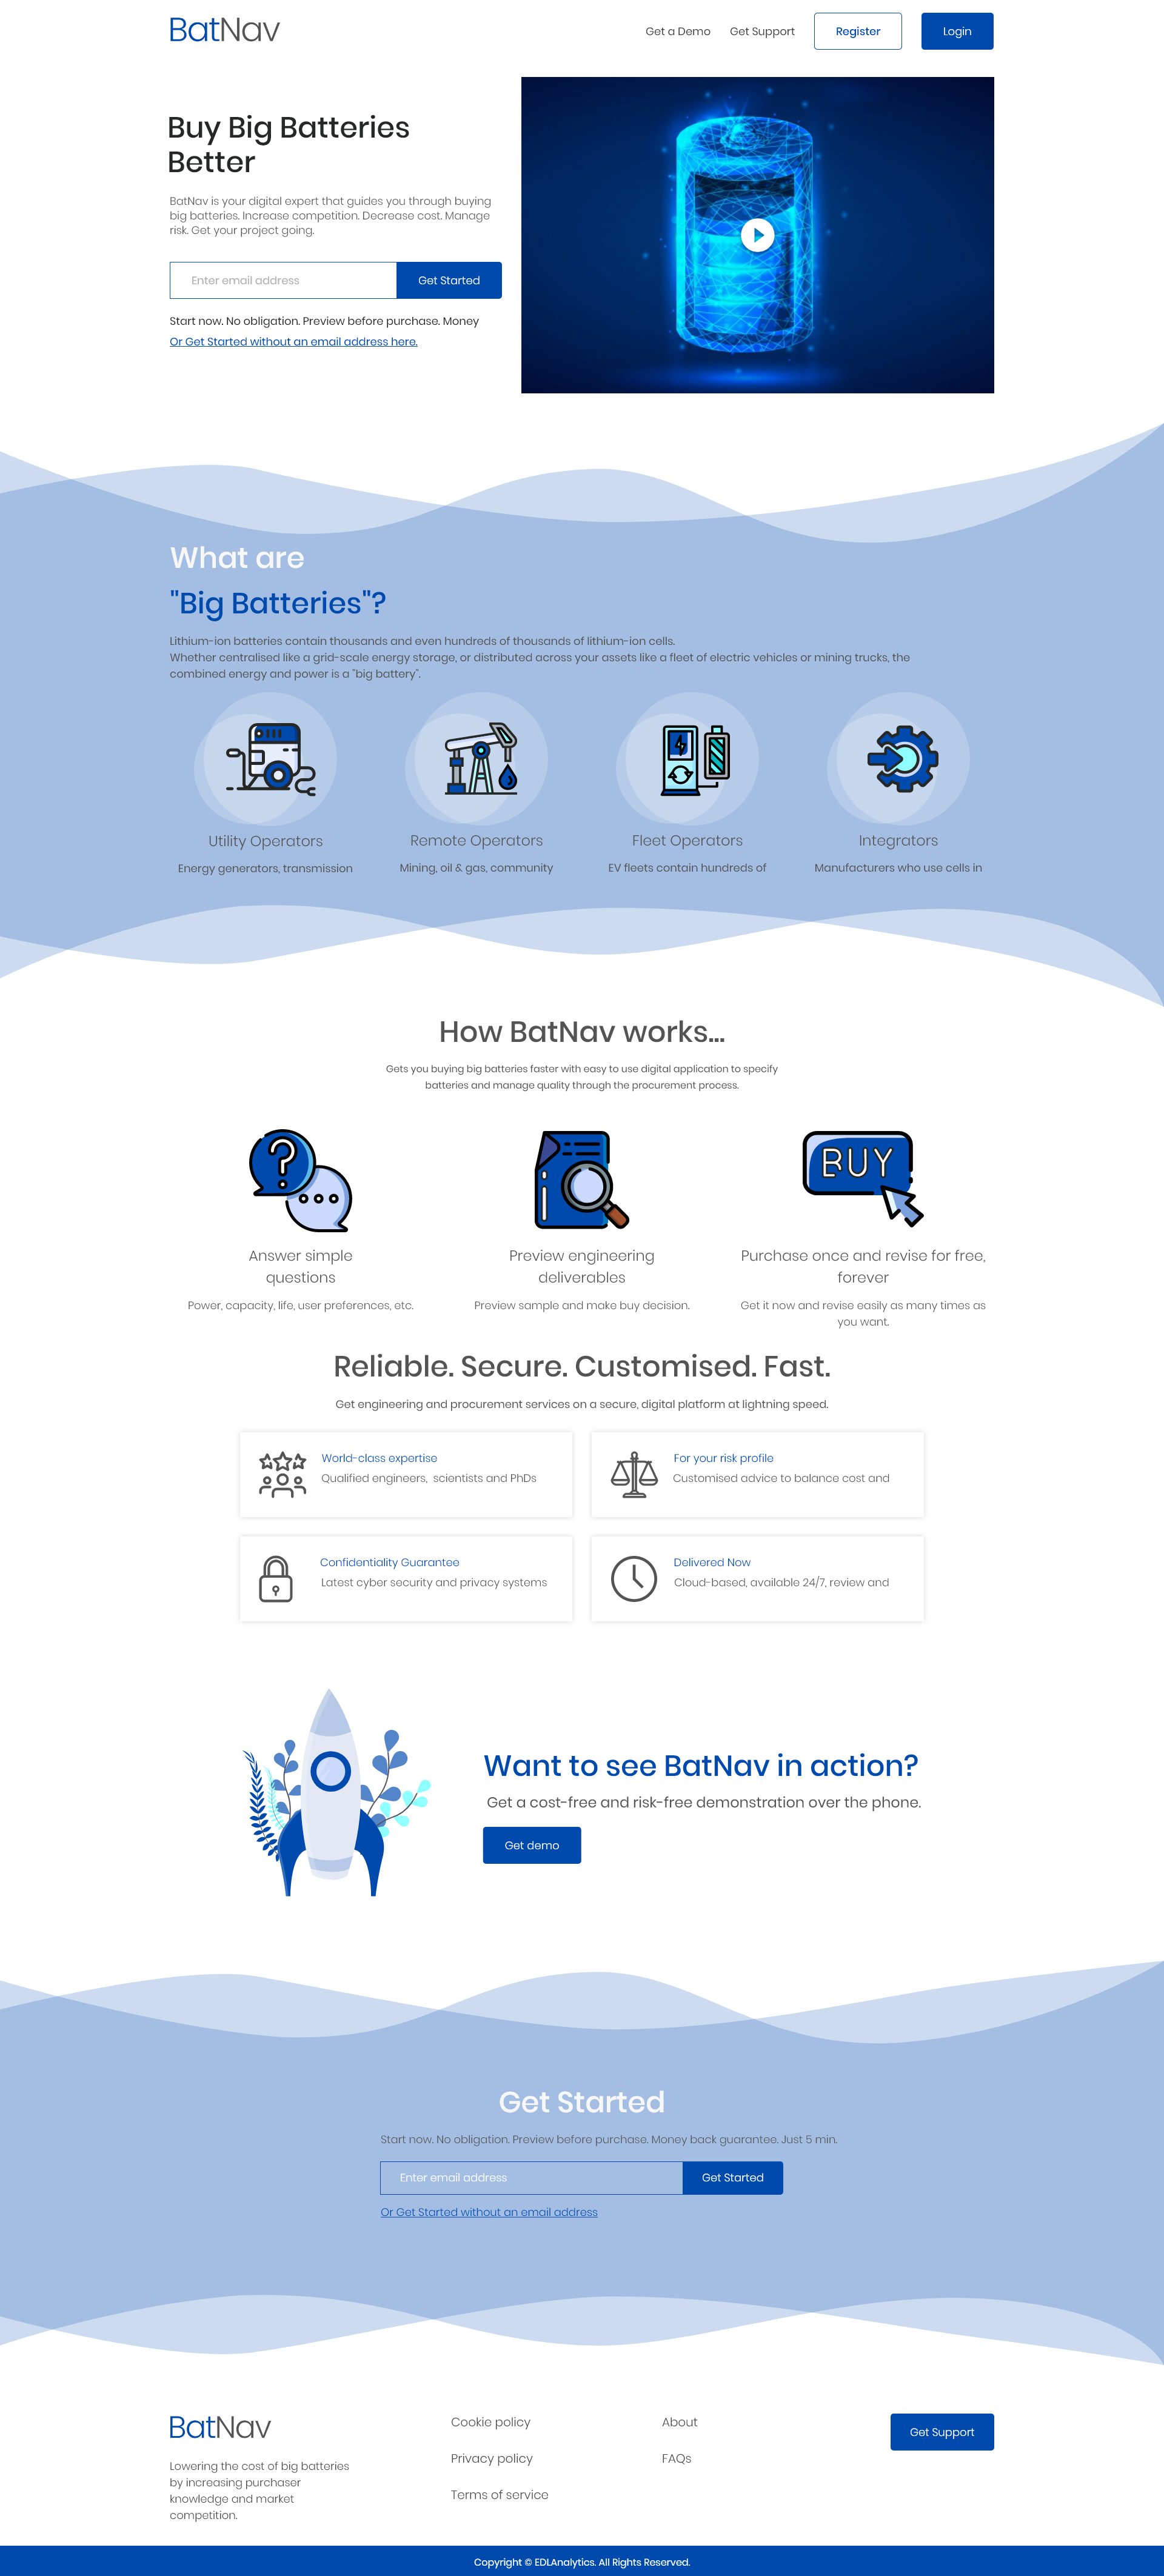 BatNav
Get a Demo
Get Support
Register
Login
Buy Big Batteries
Better
BatNav is your digital expert that guides you through buying
big batteries. Increase competition. Decrease cost. Manage
risk. Get your project going.
Enter email address
Get Started
Start now. No obligation. Preview before purchase. Money
Or Get Started without an email address here.
What are
"Big Batteries"?
Lithium-ion batteries contain thousands and even hundreds of thousands of lithium-ion cells.
Whether centralised like a grid-scale energy storage, or distributed across your assets like a fleet of electric vehicles or mining trucks, the
combined energy and power is a "big battery".
Utility Operators
Energy generators, transmission
Remote Operators
Mining, oil & gas, community
Fleet Operators
EV fleets contain hundreds of
Integrators
Manufacturers who use cells in
How BatNav works...
Gets you buying big batteries faster with easy to use digital application to specify
batteries and manage quality through the procurement process.
?
BUY
Answer simple
questions
Power, capacity, life, user preferences, etc.
Preview engineering
deliverables
Preview sample and make buy decision.
Purchase once and revise for free,
forever
Get it now and revise easily as many times as
you want.
Reliable. Secure. Customised. Fast.
Get engineering and procurement services on a secure, digital platform at lightning speed.
World-class expertise
Qualified engineers,  scientists and PhDs
For your risk profile
Customised advice to balance cost and
Confidentiality Guarantee
Latest cyber security and privacy systems
Delivered Now
Cloud-based, available 24/7, review and
Want to see BatNav in action?
Get a cost-free and risk-free demonstration over the phone.
Get demo
Get Started
Start now. No obligation. Preview before purchase. Money back guarantee. Just 5 min.
Enter email address
Get Started
Or Get Started without an email address
BatNav
Lowering the cost of big batteries
by increasing purchaser
knowledge and market
competition.
Cookie policy
Privacy policy
Terms of service
About
FAQs
Get Support
Copyright © EDLAnalytics. All Rights Reserved.